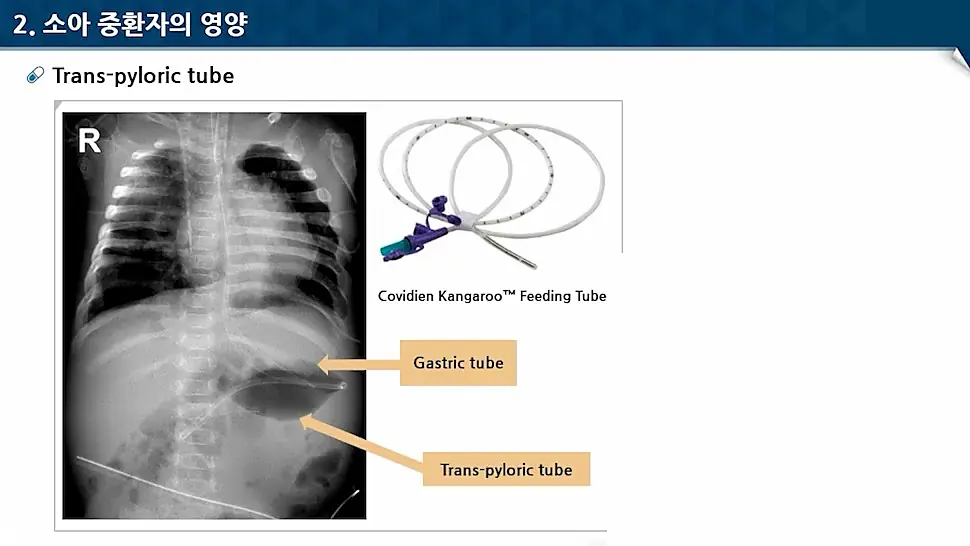 2. 소아 중환자의 영양
Trans-pyloric tube
R
Covidien Kangaroo™ Feeding Tube
Gastric tube
Trans-pyloric tube